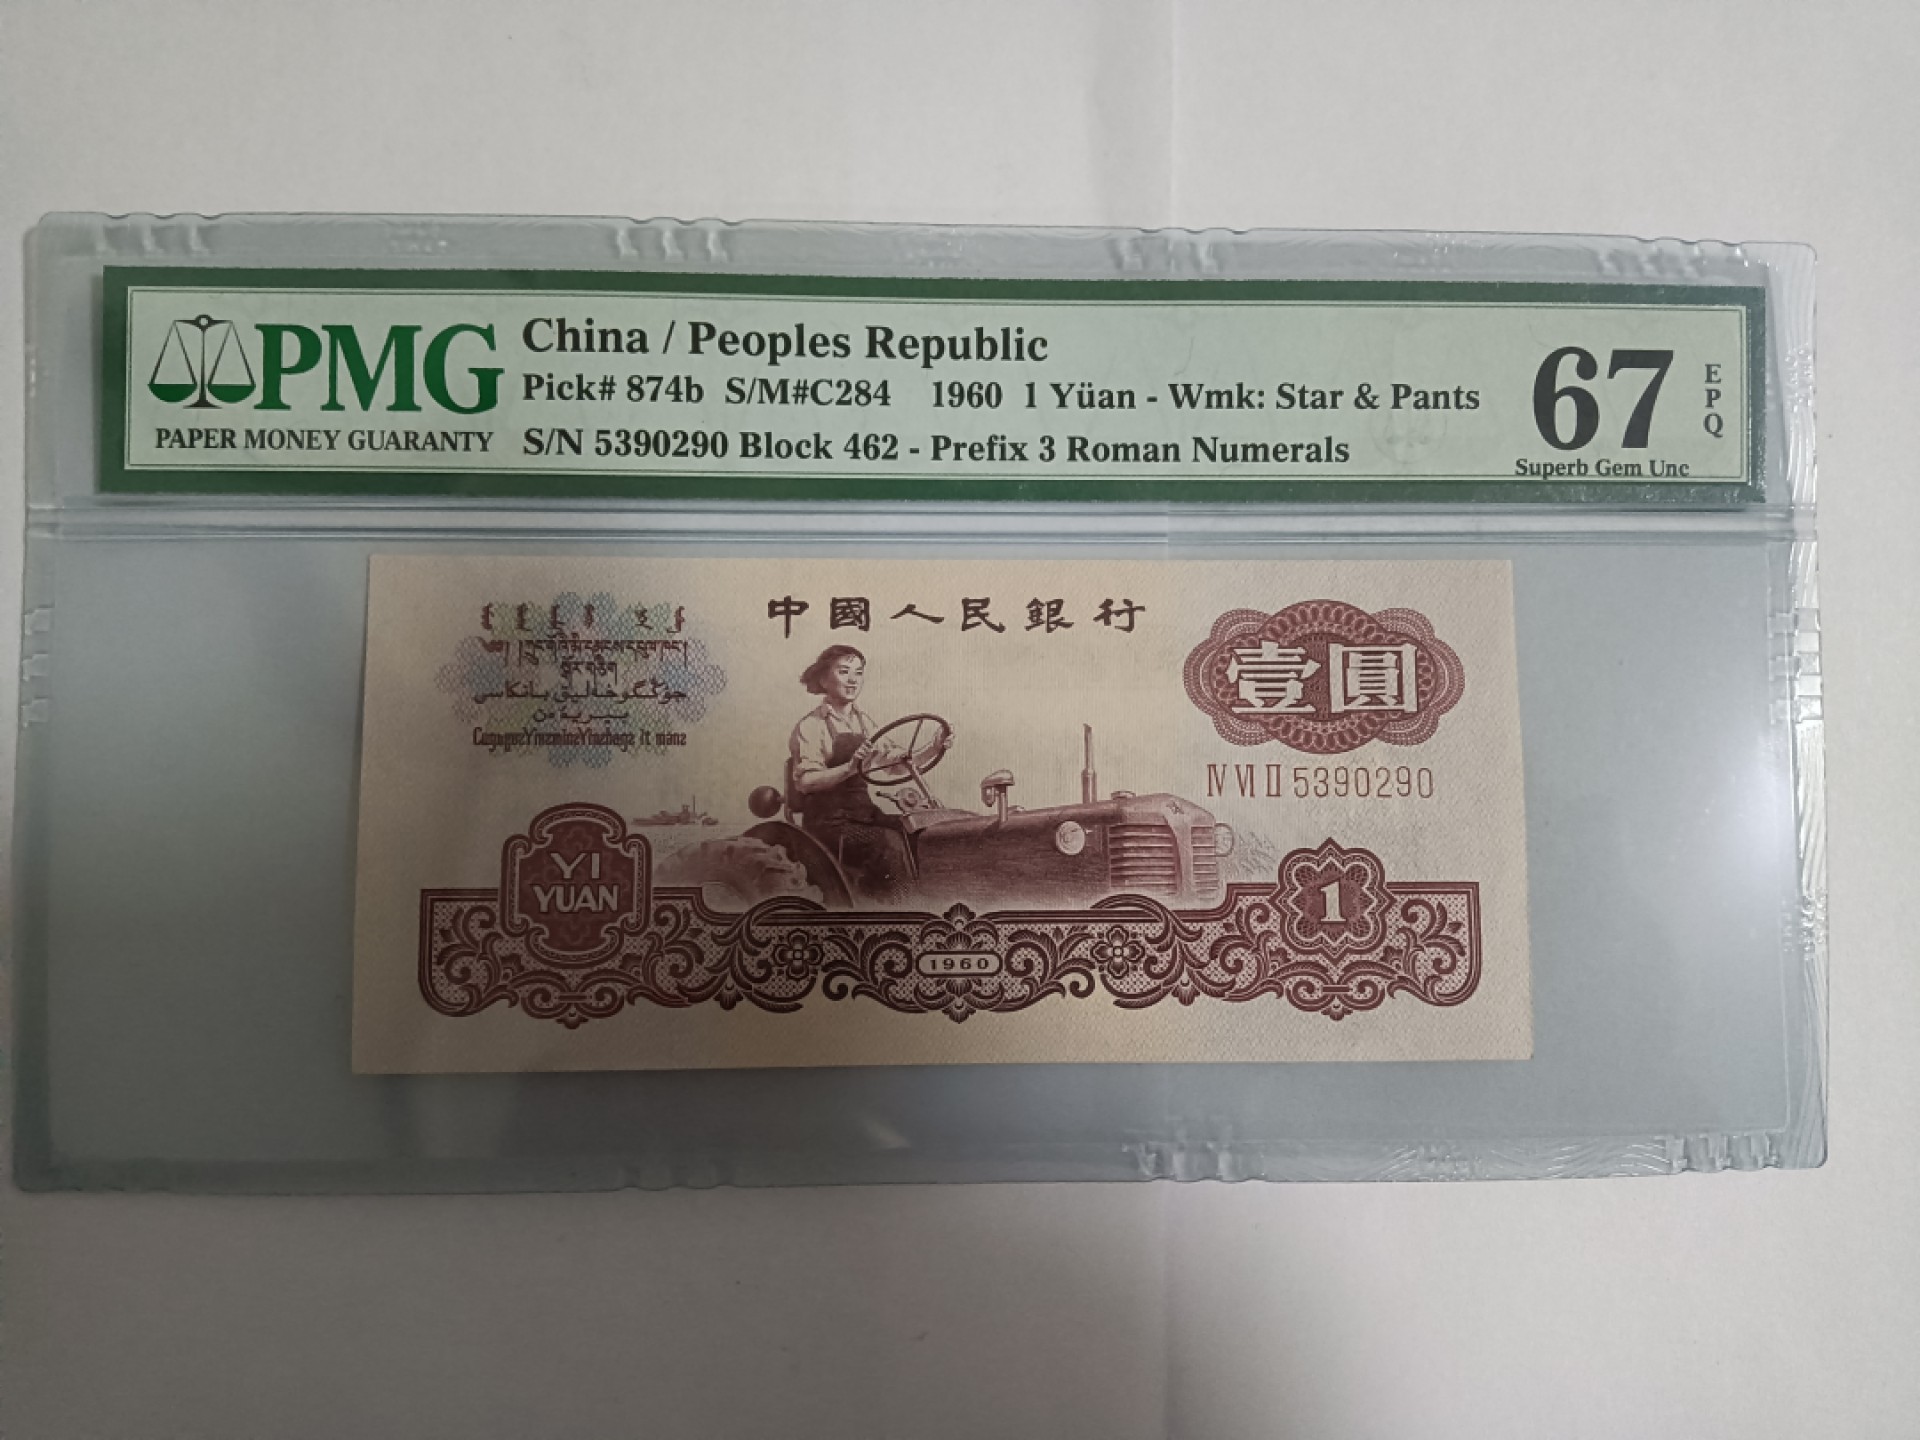 PMG
PAPER MONEY GUARANTY
China / Peoples Republic
Pick# 874b S/M#C284 1960 1 Yüan - Wmk: Star & Pants
S/N 5390290 Block 462 - Prefix 3 Roman Numerals
67
EPQ
Superb Gem Unc
中國人民銀行
壹圓
Ⅳ Ⅵ Ⅱ 5390290
YI
YUAN
1
1960